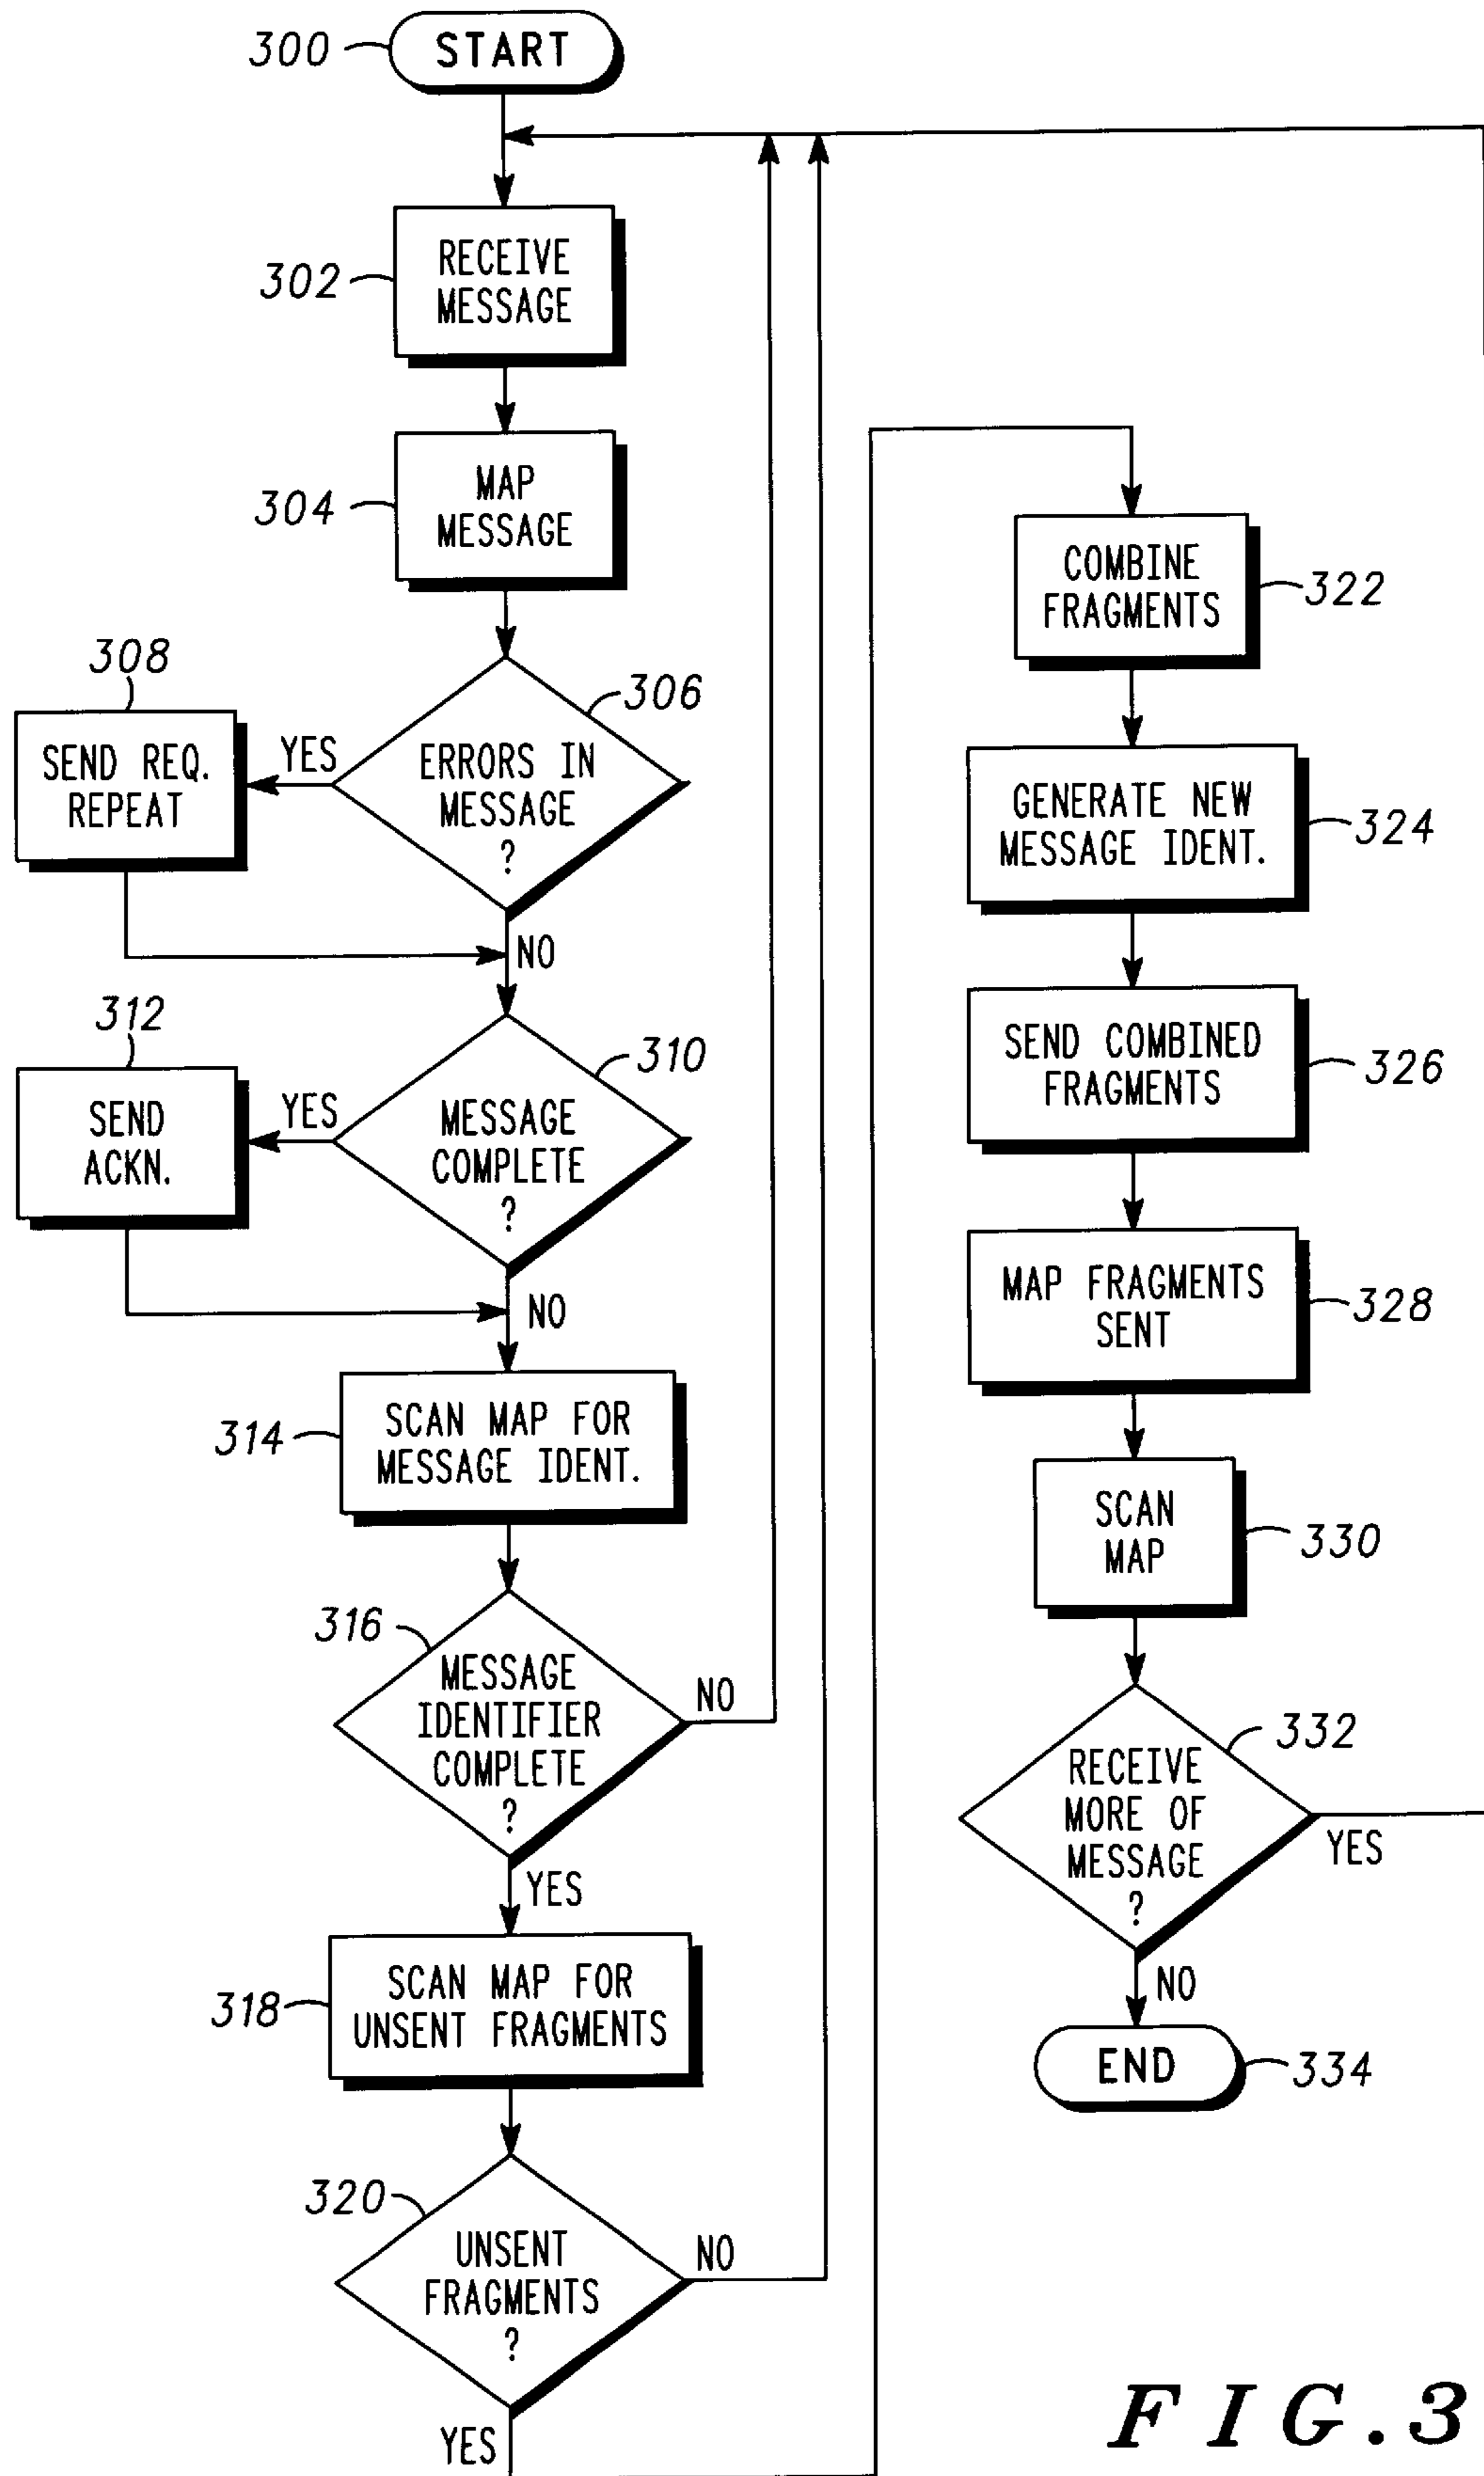 300
START
302
RECEIVE
MESSAGE
304
MAP
MESSAGE
306
ERRORS IN
MESSAGE
?
YES
308
SEND REQ.
REPEAT
NO
310
MESSAGE
COMPLETE
?
YES
312
SEND
ACKN.
NO
314
SCAN MAP FOR
MESSAGE IDENT.
316
MESSAGE
IDENTIFIER
COMPLETE
?
NO
YES
318
SCAN MAP FOR
UNSENT FRAGMENTS
320
UNSENT
FRAGMENTS
?
NO
YES
COMBINE
FRAGMENTS
322
GENERATE NEW
MESSAGE IDENT.
324
SEND COMBINED
FRAGMENTS
326
MAP FRAGMENTS
SENT
328
SCAN
MAP
330
332
RECEIVE
MORE OF
MESSAGE
?
YES
NO
END
334
FIG.3